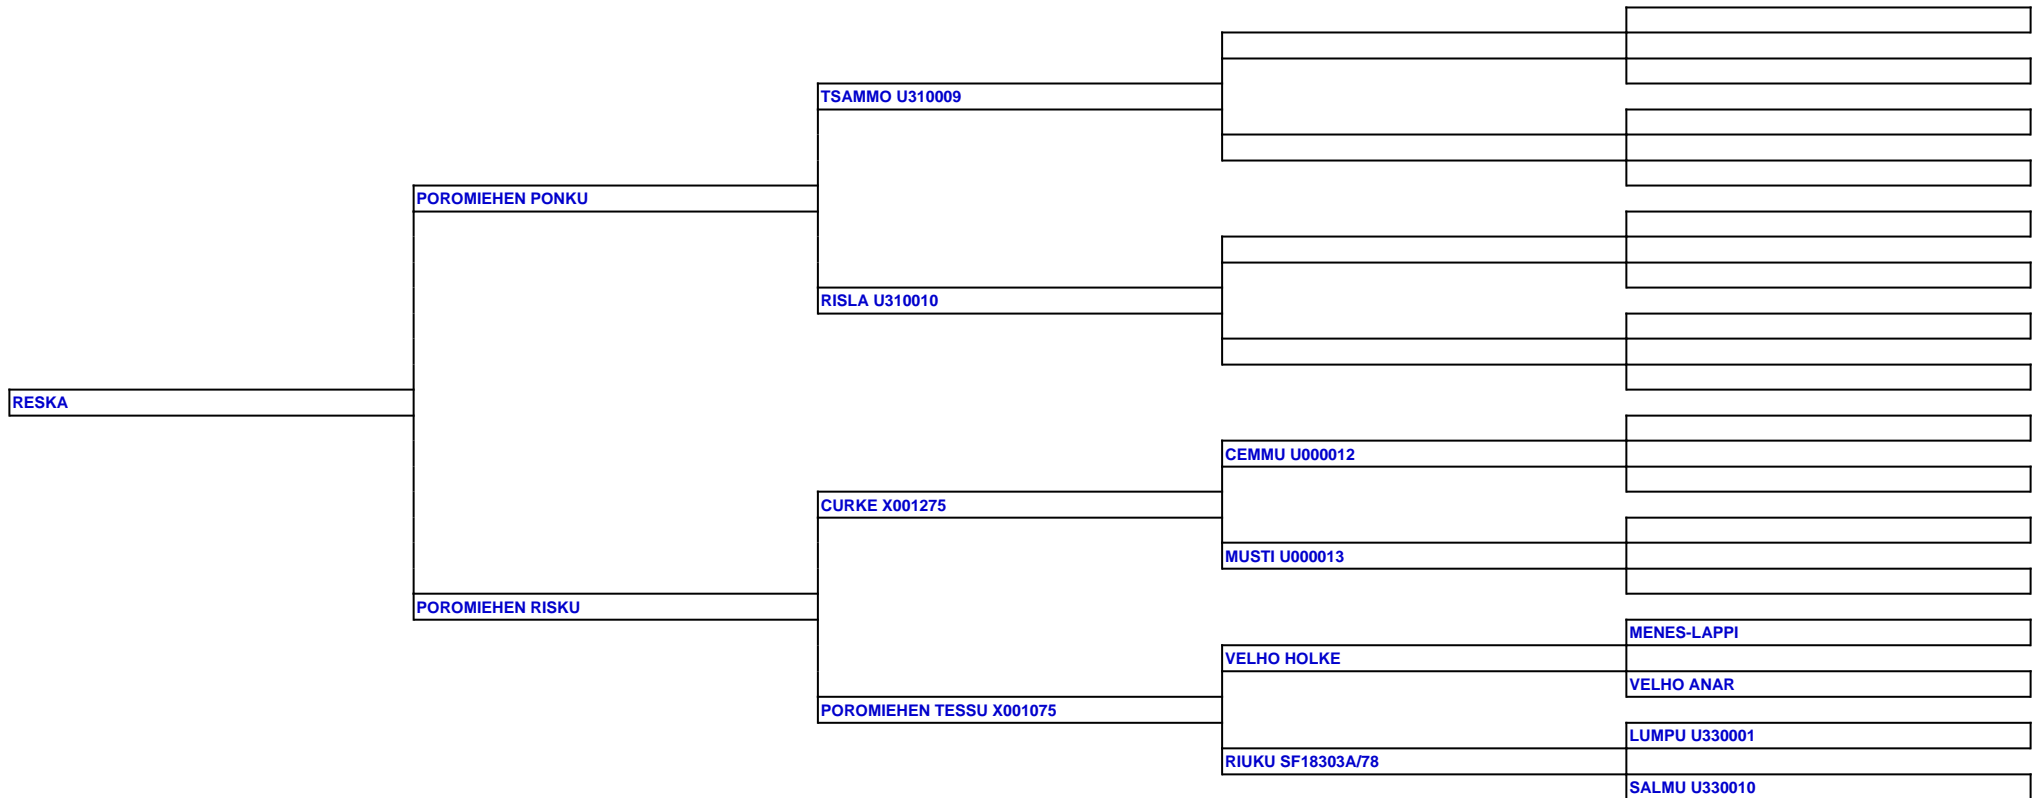 TSAMMO U310009
POROMIEHEN PONKU
RISLA U310010
RESKA
CEMMU U000012
CURKE X001275
MUSTI U000013
POROMIEHEN RISKU
MENES-LAPPI
VELHO HOLKE
VELHO ANAR
POROMIEHEN TESSU X001075
LUMPU U330001
RIUKU SF18303A/78
SALMU U330010